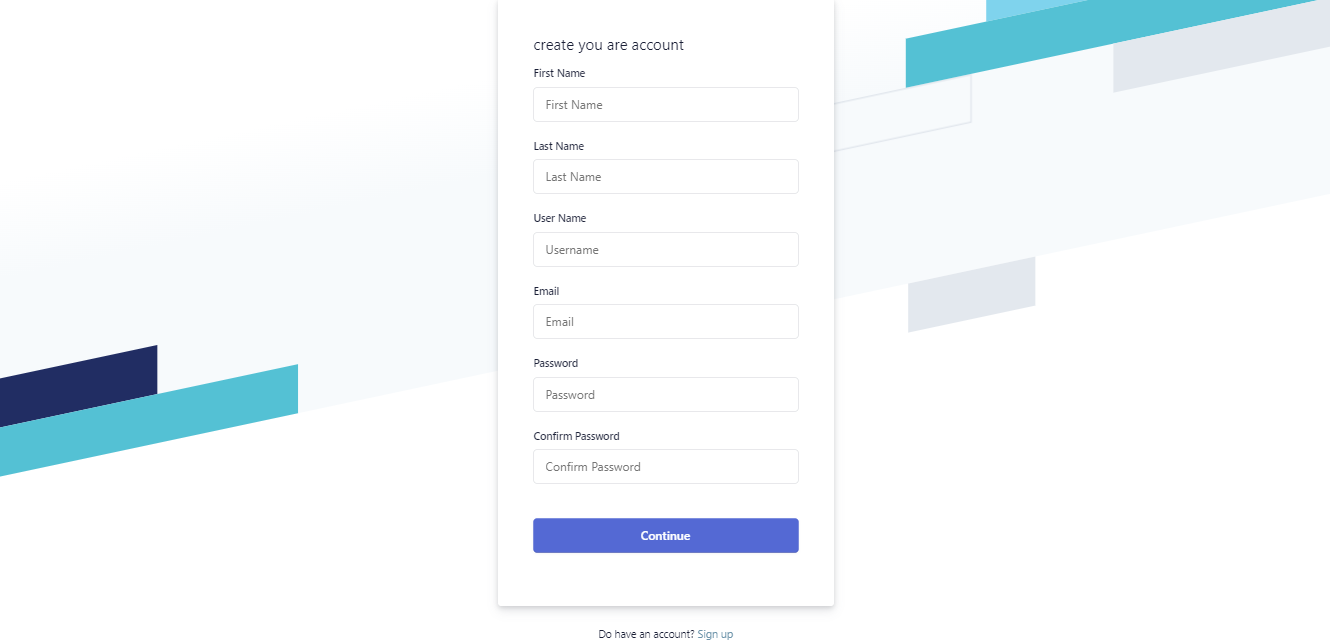 create you are account
First Name
First Name
Last Name
Last Name
User Name
Username
Email
Email
Password
Password
Confirm Password
Confirm Password
Continue
Do have an account? Sign up